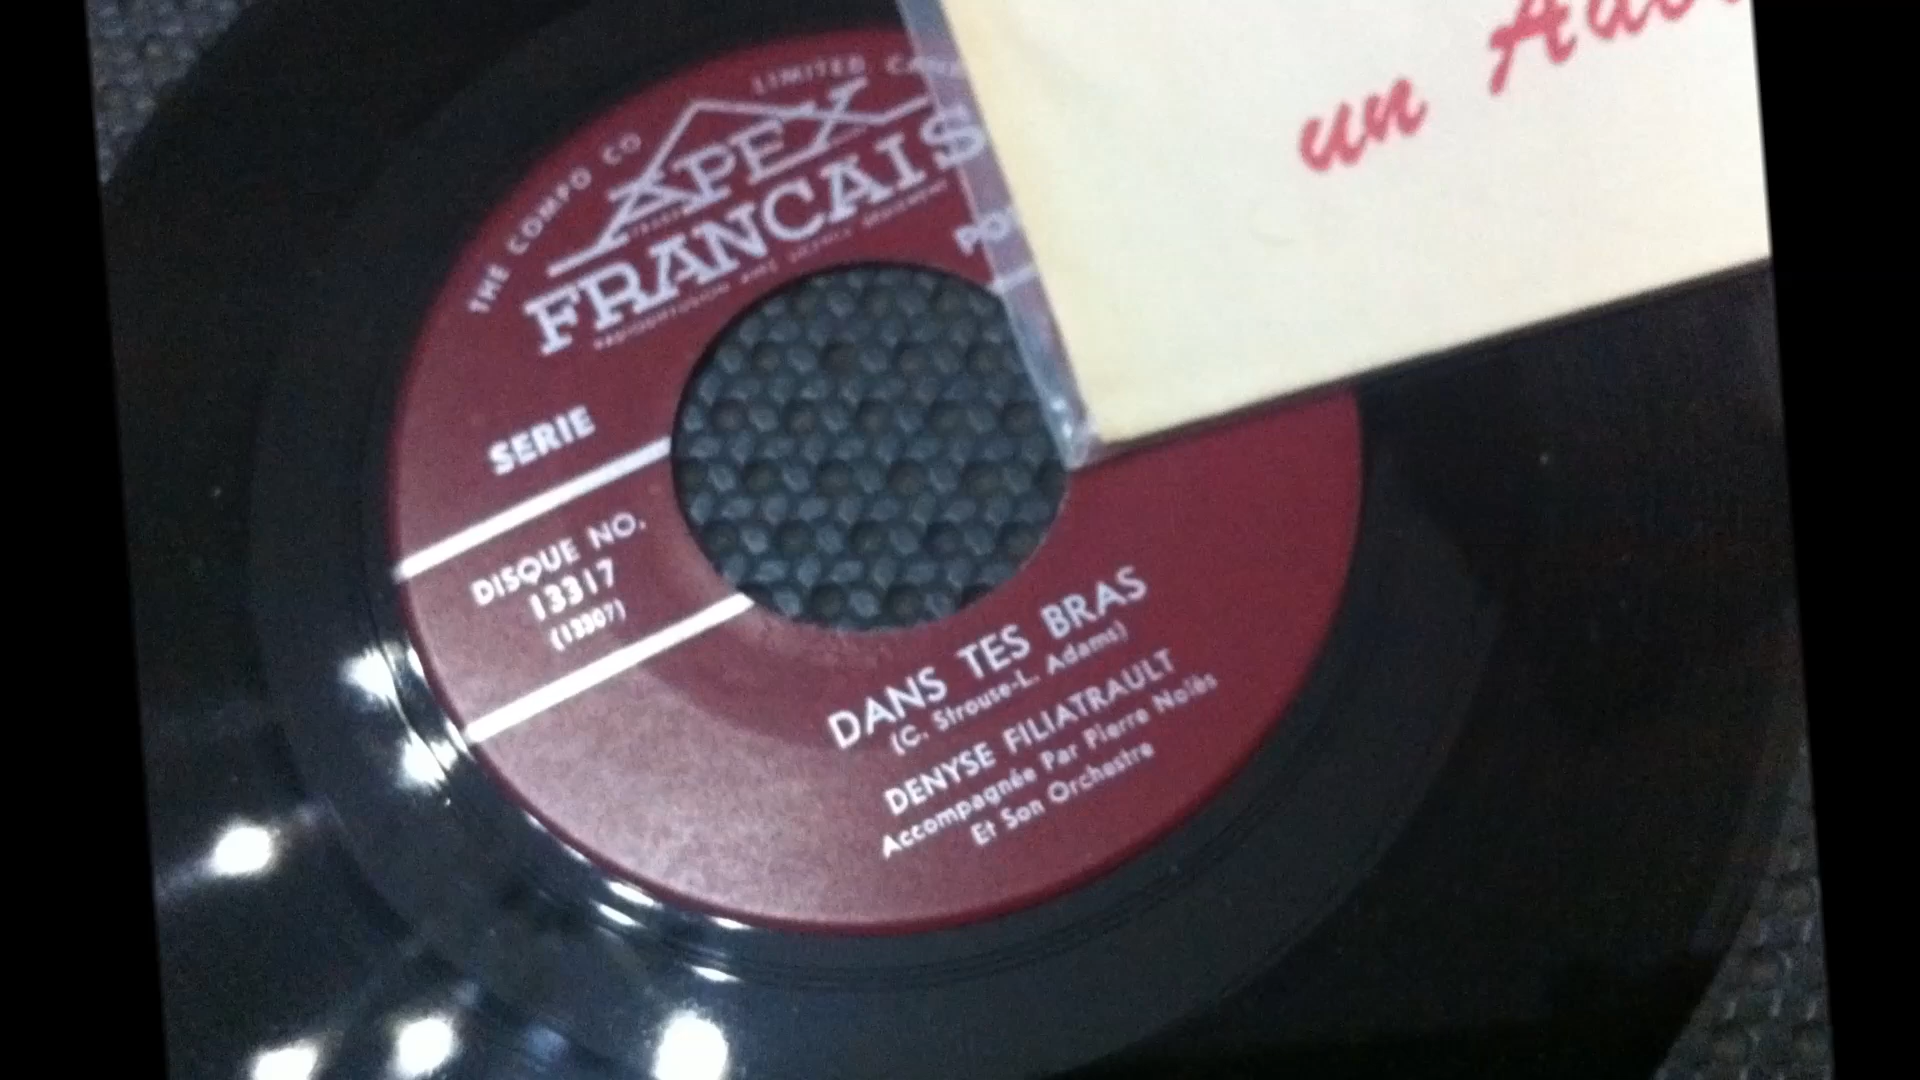 THE COMPO CO LIMITED
APEX
FRANCAIS
SERIE
DISQUE NO.
13317
(13307)
DANS TES BRAS
(C. Strouse-L. Adams)
DENYSE FILIATRAULT
Accompagnée Par Pierre Nolès
Et Son Orchestre
un